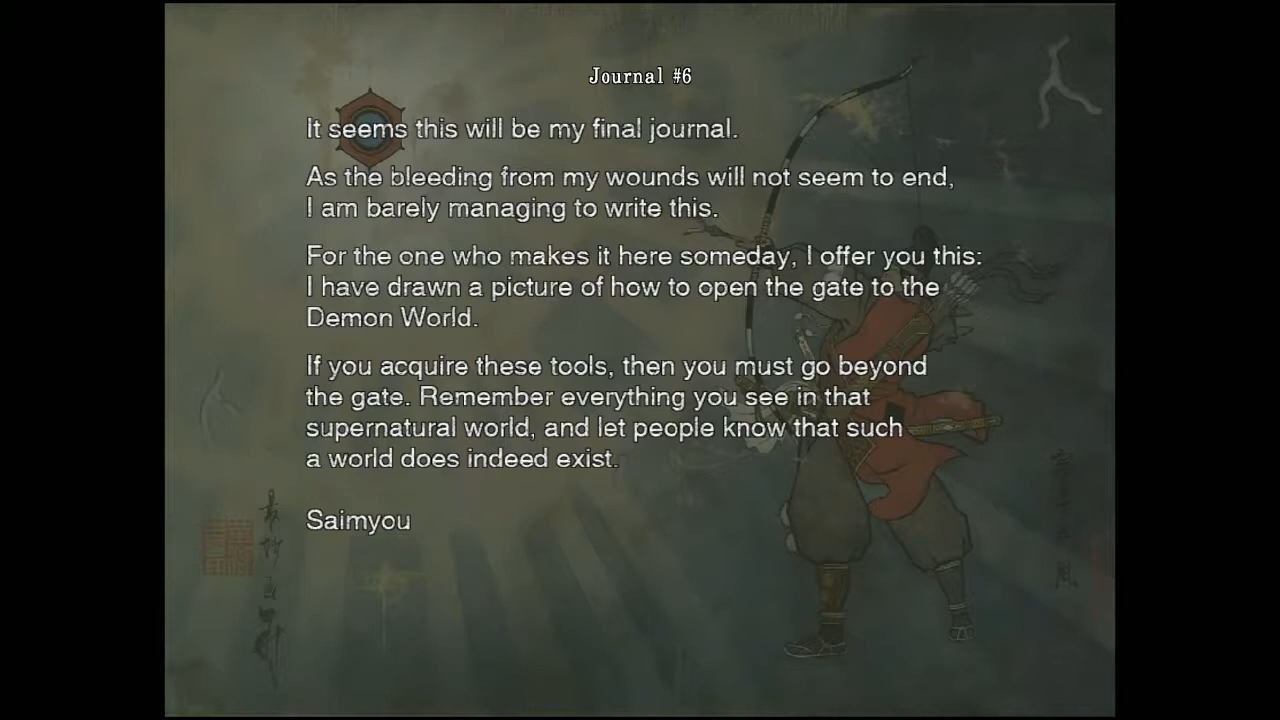 Journal #6
It seems this will be my final journal.
As the bleeding from my wounds will not seem to end,
I am barely managing to write this.
For the one who makes it here someday, I offer you this:
I have drawn a picture of how to open the gate to the
Demon World.
If you acquire these tools, then you must go beyond
the gate. Remember everything you see in that
supernatural world, and let people know that such
a world does indeed exist.
Saimyou